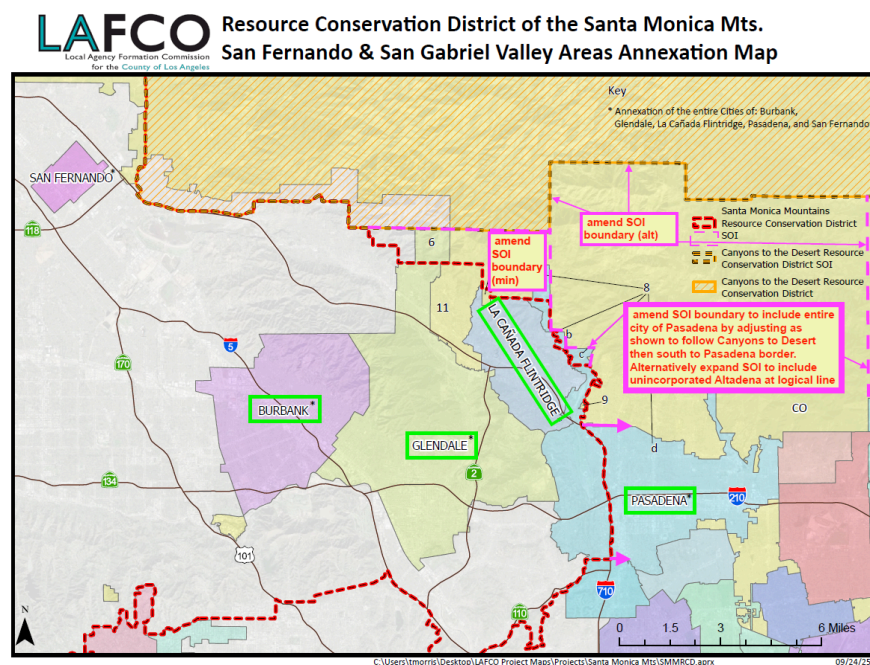 LAFCO
Local Agency Formation Commission
for the County of Los Angeles
Resource Conservation District of the Santa Monica Mts.
San Fernando & San Gabriel Valley Areas Annexation Map
Key
* Annexation of the entire Cities of: Burbank,
Glendale, La Cañada Flintridge, Pasadena, and San Fernando
SAN FERNANDO*
118
6
amend
SOI
boundary
(min)
amend SOI
boundary (alt)
Santa Monica Mountains
Resource Conservation District
SOI
Canyons to the Desert Resource
Conservation District SOI
Canyons to the Desert Resource
Conservation District
8
11
amend SOI boundary to include entire
city of Pasadena by adjusting as
shown to follow Canyons to Desert
then south to Pasadena border.
Alternatively expand SOI to include
unincorporated Altadena at logical line
b
c
5
170
LA CAÑADA FLINTRIDGE
9
CO
BURBANK*
GLENDALE*
d
134
2
PASADENA*
210
101
710
110
N
0 1.5 3 6 Miles
C:\Users\tmorris\Desktop\LAFCO Project Maps\Projects\Santa Monica Mts\SMMRCD.aprx
09/24/25